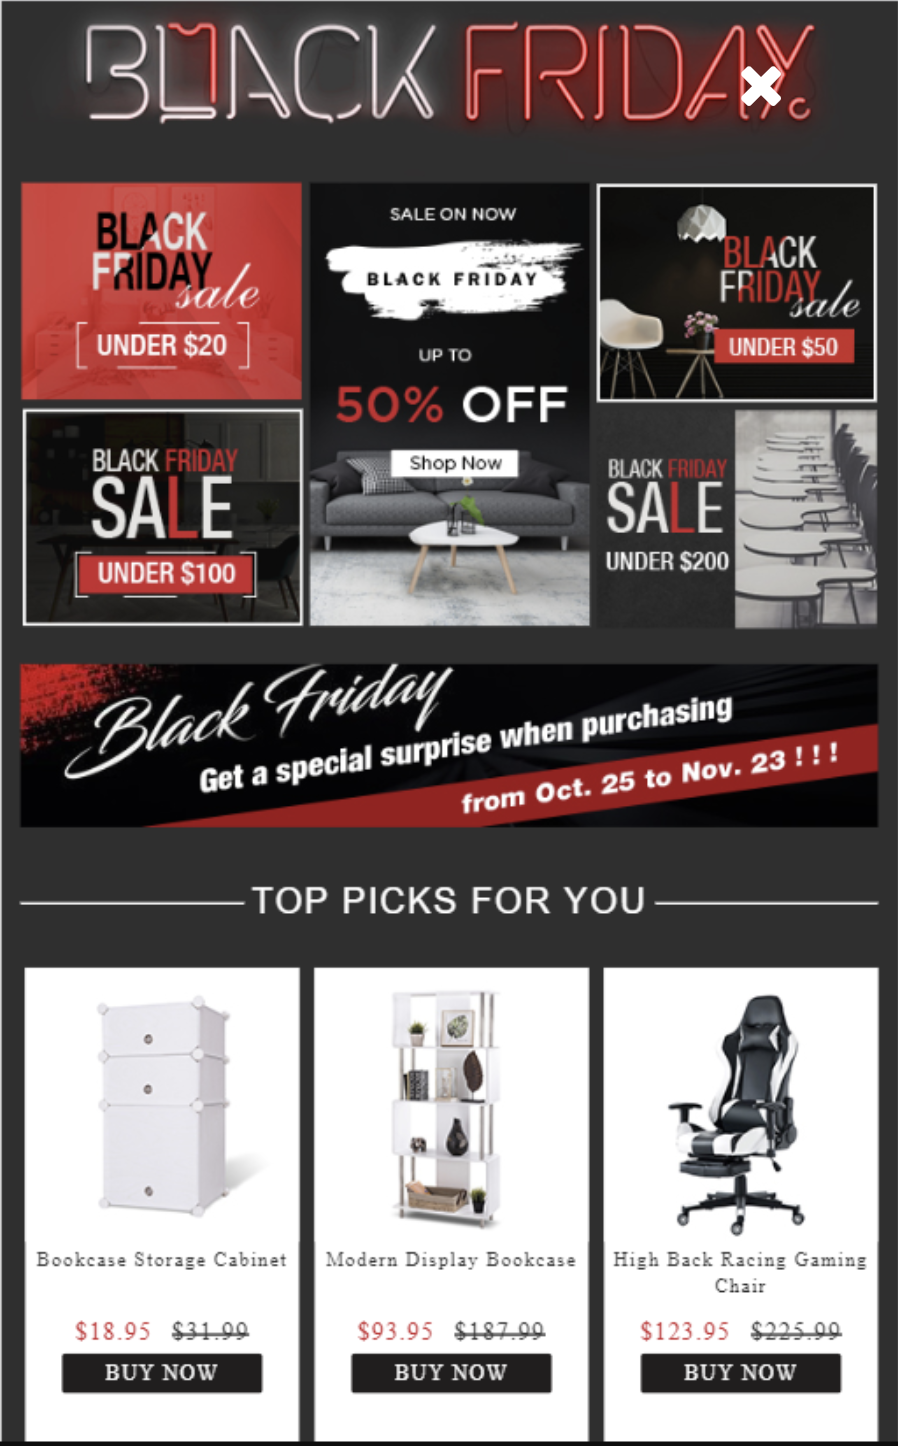 BLACK FRIDAY
BLACK
FRIDAY
sale
UNDER $20
SALE ON NOW
BLACK FRIDAY
UP TO
50% OFF
Shop Now
BLACK
FRIDAY
sale
UNDER $50
BLACK FRIDAY
SALE
UNDER $100
BLACK FRIDAY
SALE
UNDER $200
Black Friday
Get a special surprise when purchasing
from Oct. 25 to Nov. 23 ! ! !
TOP PICKS FOR YOU
Bookcase Storage Cabinet
$18.95 $31.99
BUY NOW
Modern Display Bookcase
$93.95 $187.99
BUY NOW
High Back Racing Gaming
Chair
$123.95 $225.99
BUY NOW